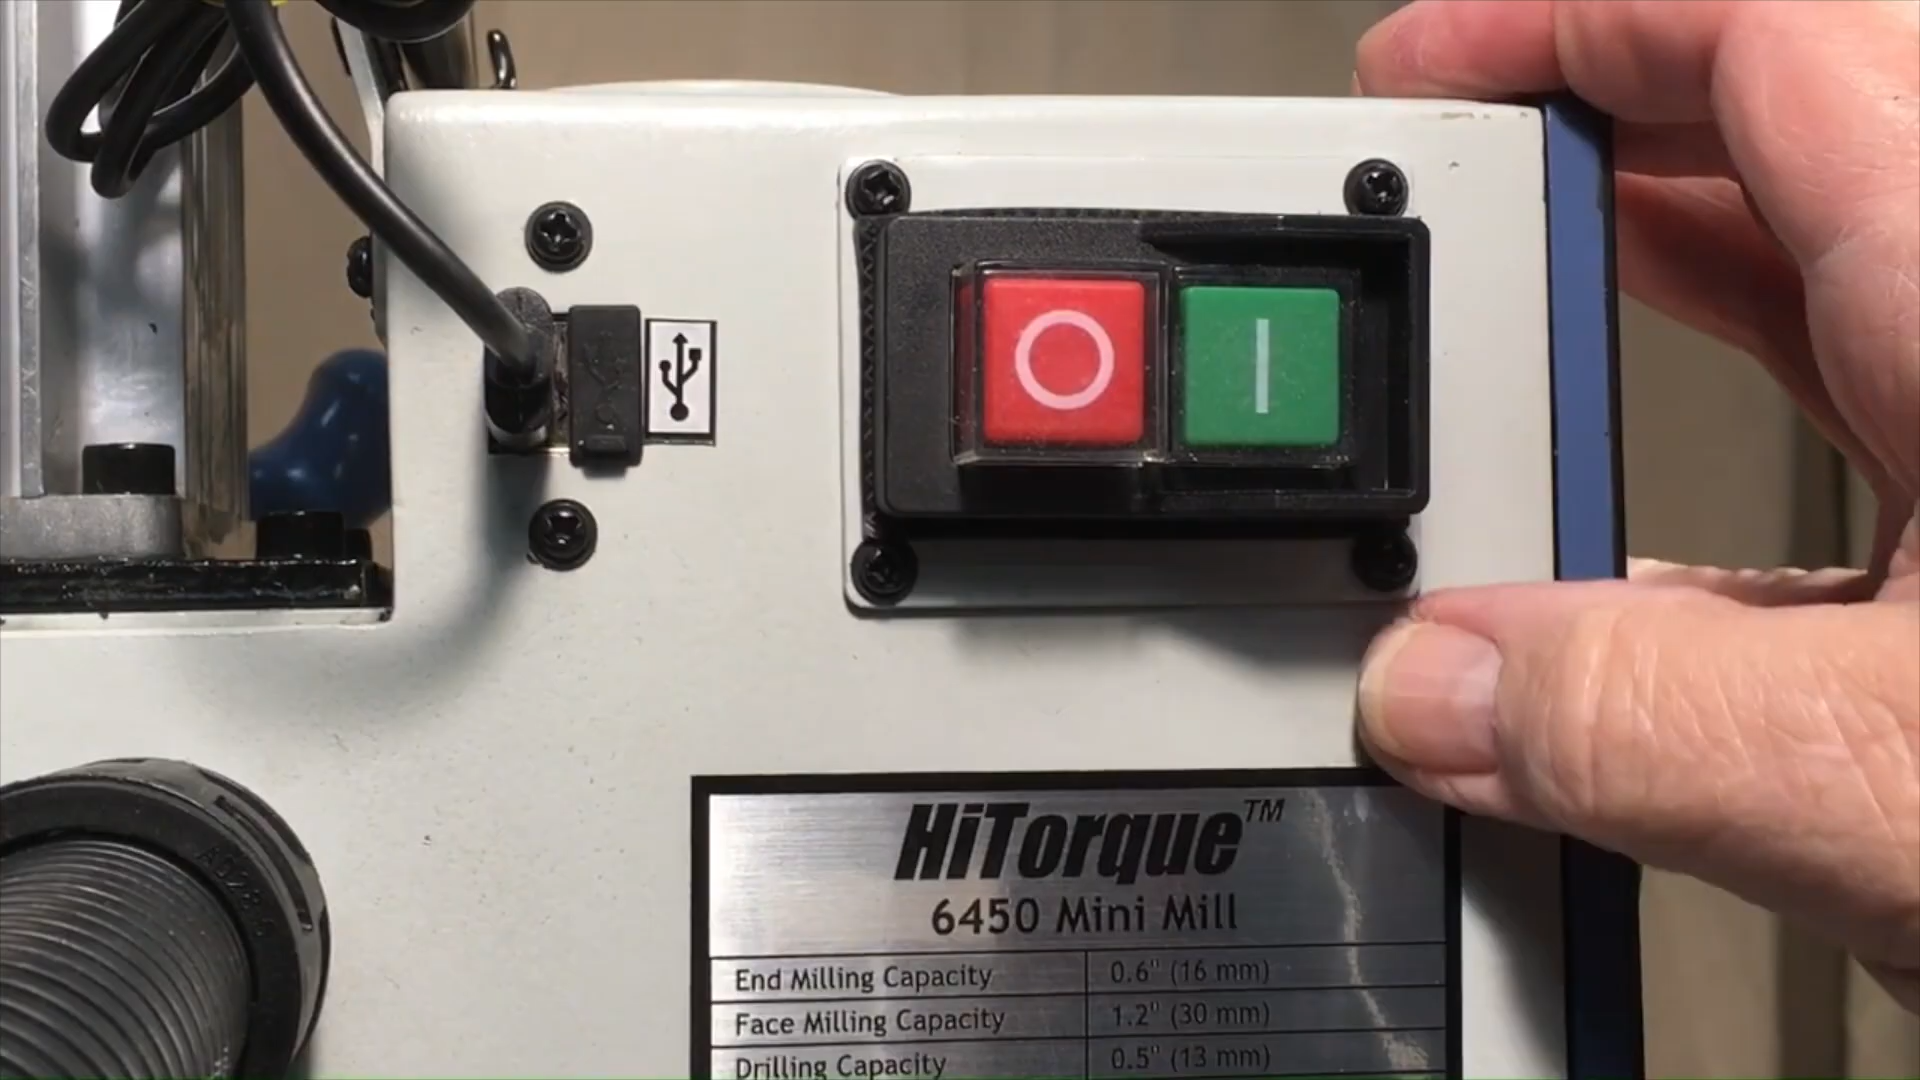 HiTorque™
6450 Mini Mill
End Milling Capacity 0.6" (16 mm)
Face Milling Capacity 1.2" (30 mm)
Drilling Capacity 0.5" (13 mm)